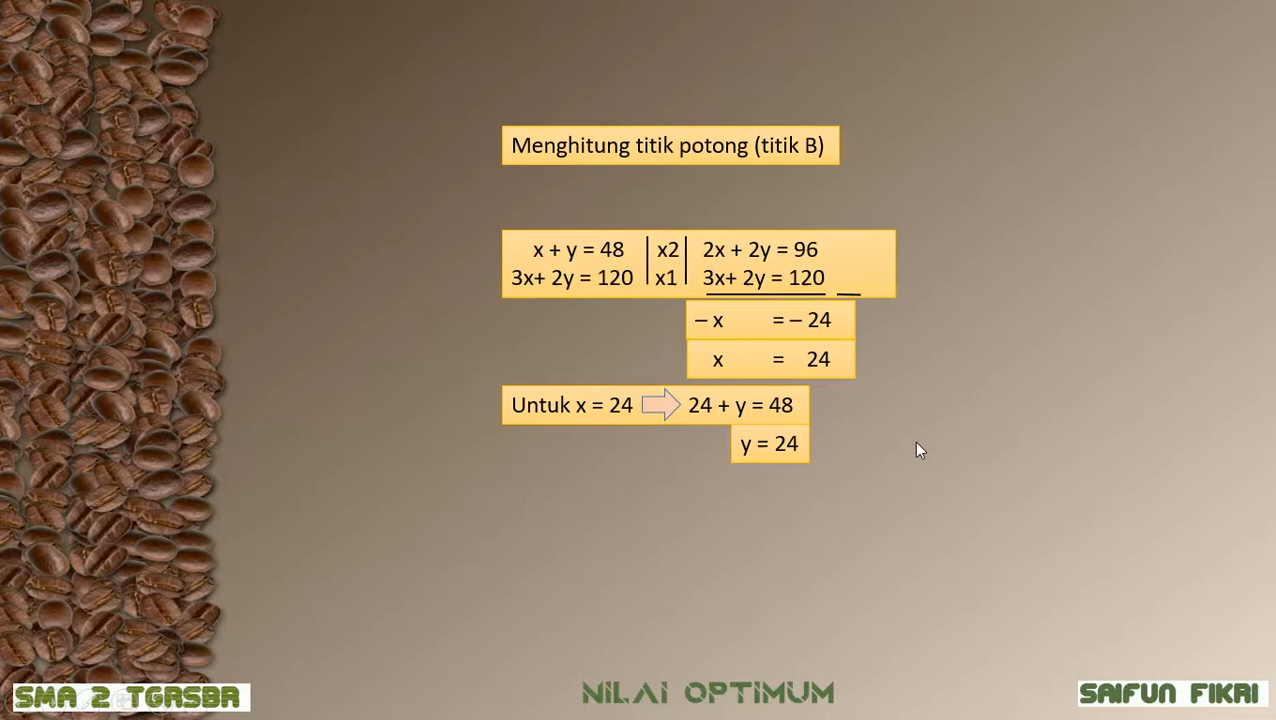 Menghitung titik potong (titik B)
x + y = 48 | x2 | 2x + 2y = 96
3x+ 2y = 120 | x1 | 3x+ 2y = 120 _
– x = – 24
x = 24
Untuk x = 24 24 + y = 48
y = 24
SMA 2 TGRSBR
NILAI OPTIMUM
SAIFUN FIKRI